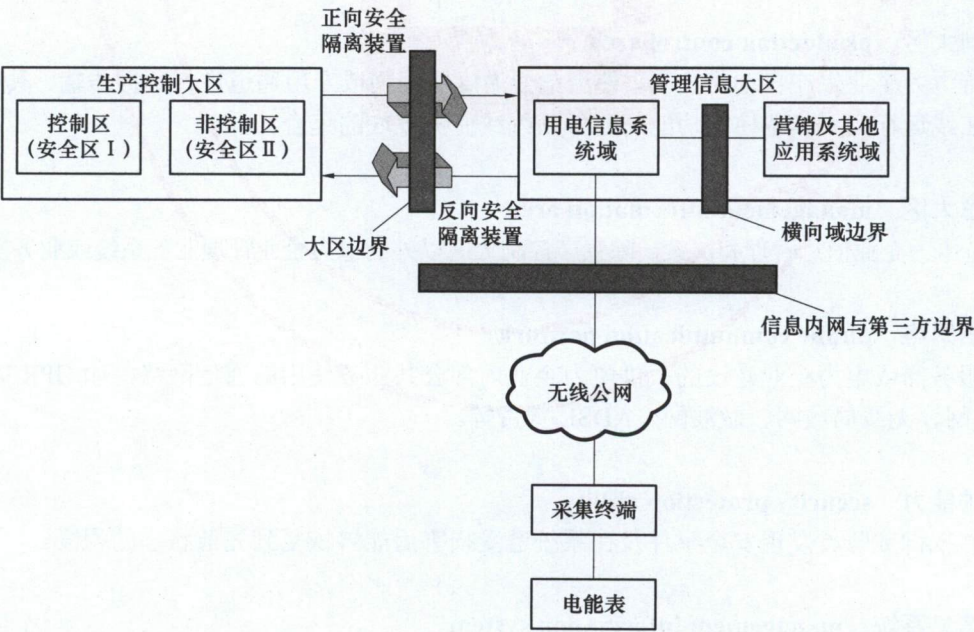 正向安全
隔离装置
生产控制大区
控制区
(安全区Ⅰ)
非控制区
(安全区Ⅱ)
管理信息大区
用电信息系
统域
营销及其他
应用系统域
大区边界
反向安全
隔离装置
横向域边界
信息内网与第三方边界
无线公网
采集终端
电能表